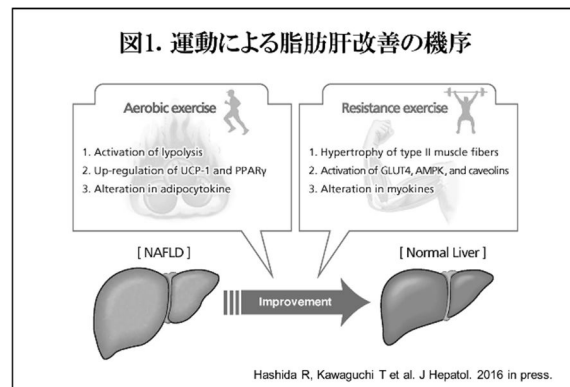 図1. 運動による脂肪肝改善の機序
Aerobic exercise
1. Activation of lypolysis
2. Up-regulation of UCP-1 and PPARγ
3. Alteration in adipocytokine
Resistance exercise
1. Hypertrophy of type II muscle fibers
2. Activation of GLUT4, AMPK, and caveolins
3. Alteration in myokines
[ NAFLD ]
[ Normal Liver ]
Improvement
Hashida R, Kawaguchi T et al. J Hepatol. 2016 in press.